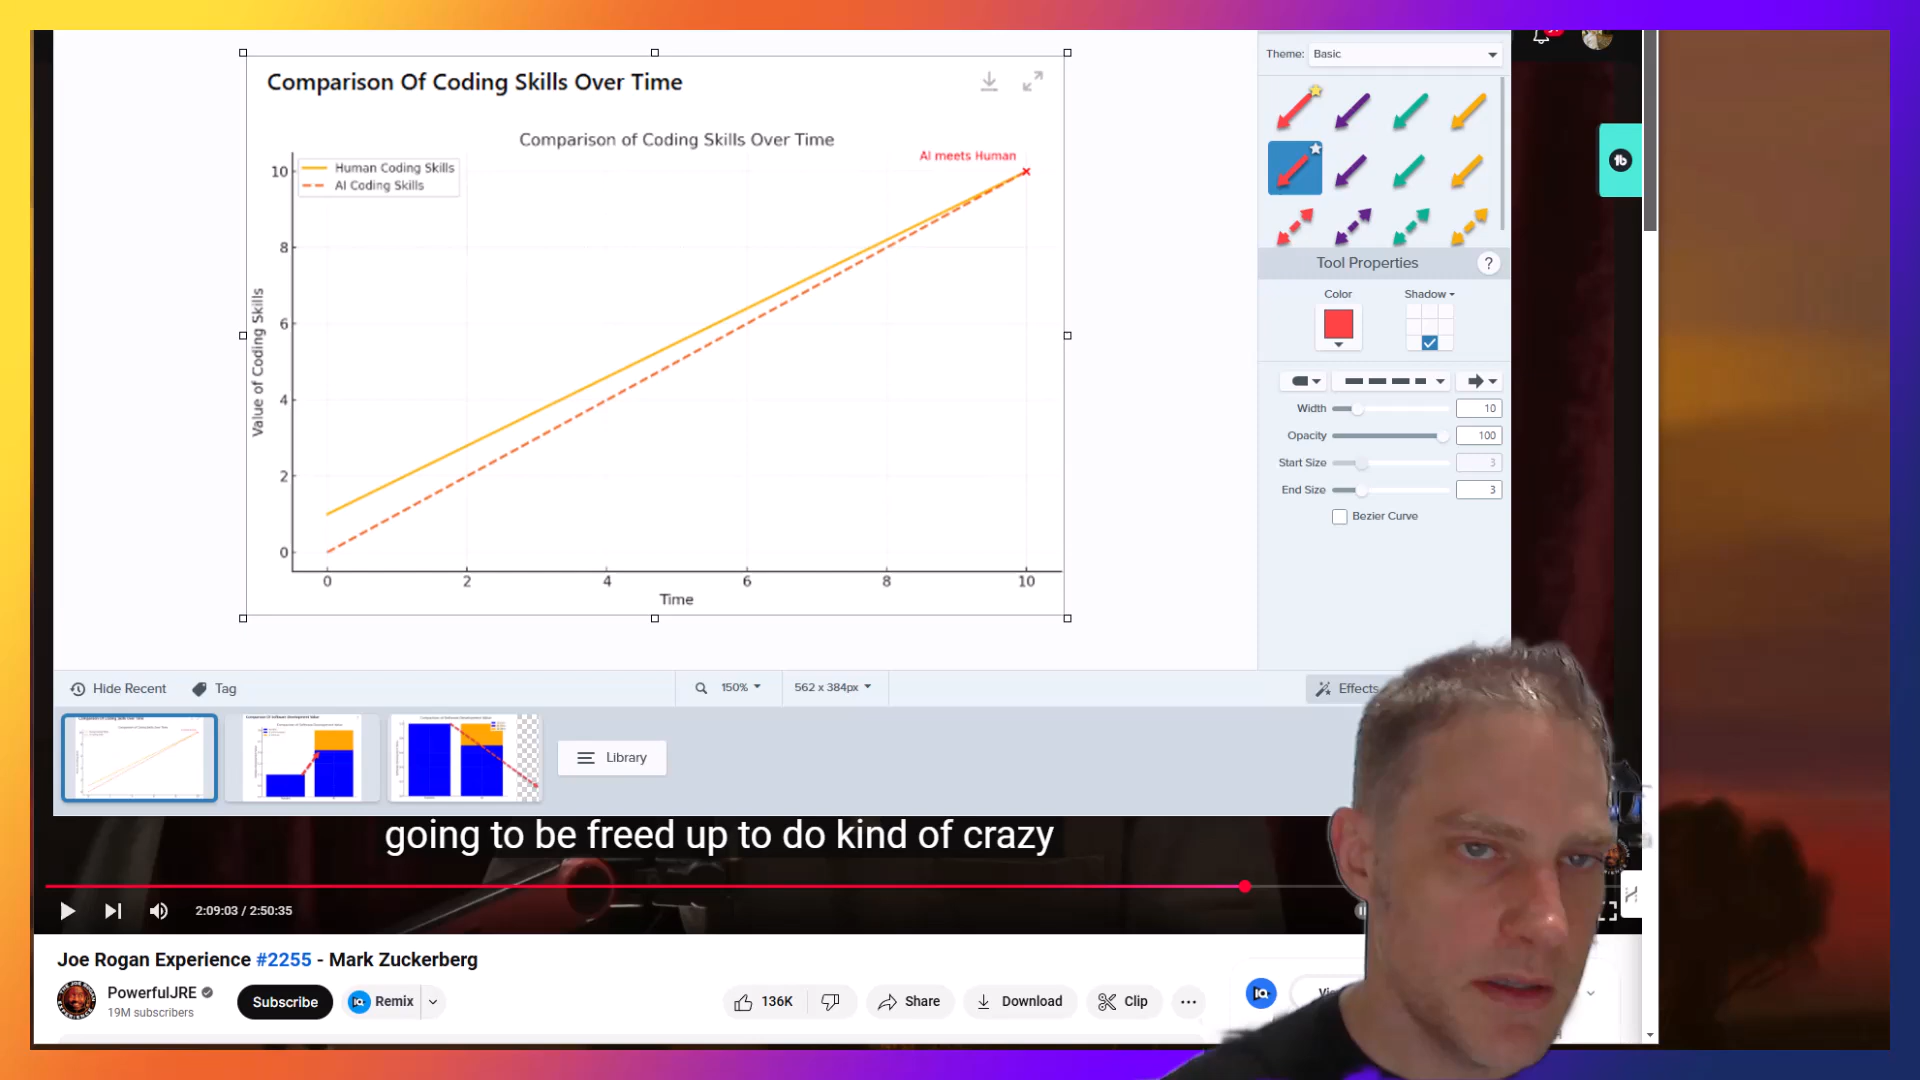 Comparison Of Coding Skills Over Time
Comparison of Coding Skills Over Time
AI meets Human
Human Coding Skills
AI Coding Skills
10
8
6
4
2
0
Value of Coding Skills
0 2 4 6 8 10
Time
Theme: Basic
Tool Properties ?
Color Shadow
Width 10
Opacity 100
Start Size 3
End Size 3
Bezier Curve
Hide Recent Tag 150% 562 x 384px Effects
Library
going to be freed up to do kind of crazy
2:09:03 / 2:50:35
Joe Rogan Experience #2255 - Mark Zuckerberg
PowerfulJRE
19M subscribers
Subscribe
Remix
136K
Share
Download
Clip